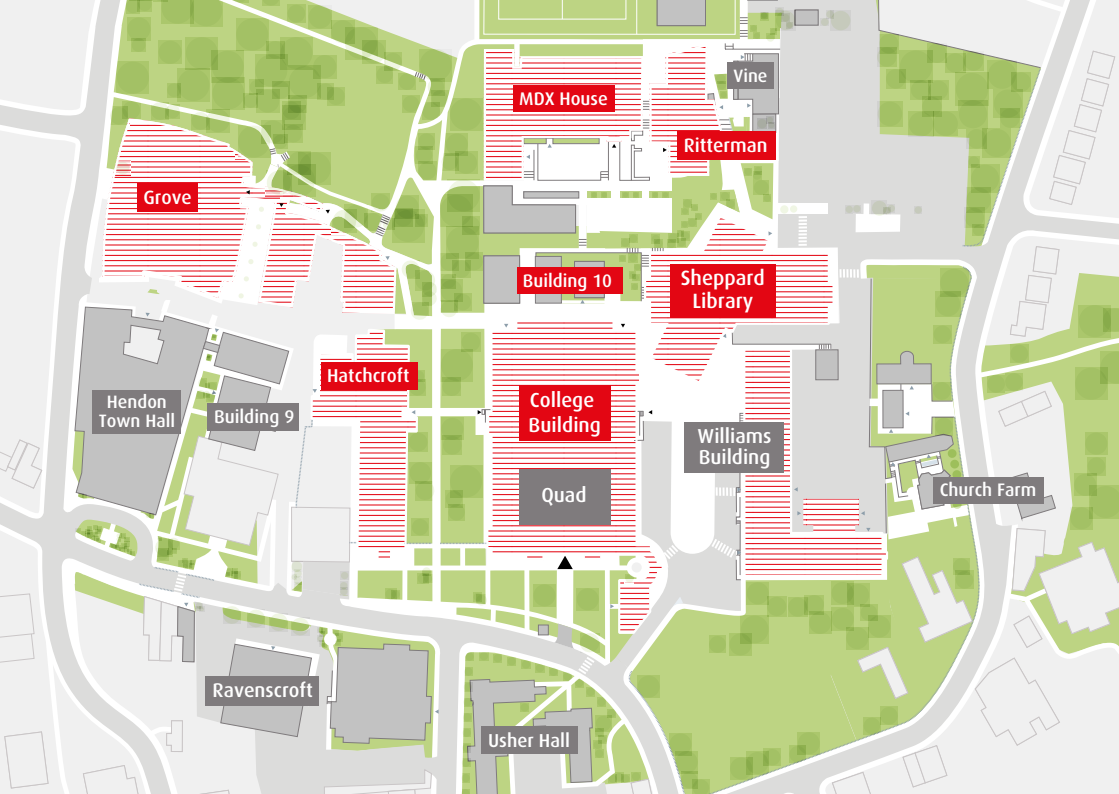 Vine
MDX House
Ritterman
Grove
Building 10
Sheppard
Library
Hatchcroft
Hendon
Town Hall
Building 9
College
Building
Williams
Building
Quad
Church Farm
Ravenscroft
Usher Hall